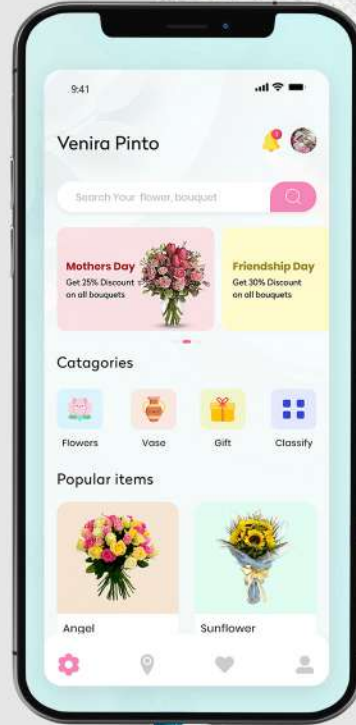 9:41
Venira Pinto
Search Your flower, bouquet
Mothers Day
Get 25% Discount
on all bouquets
Friendship Day
Get 30% Discount
on all bouquets
Catagories
Flowers
Vase
Gift
Classify
Popular items
Angel
Sunflower